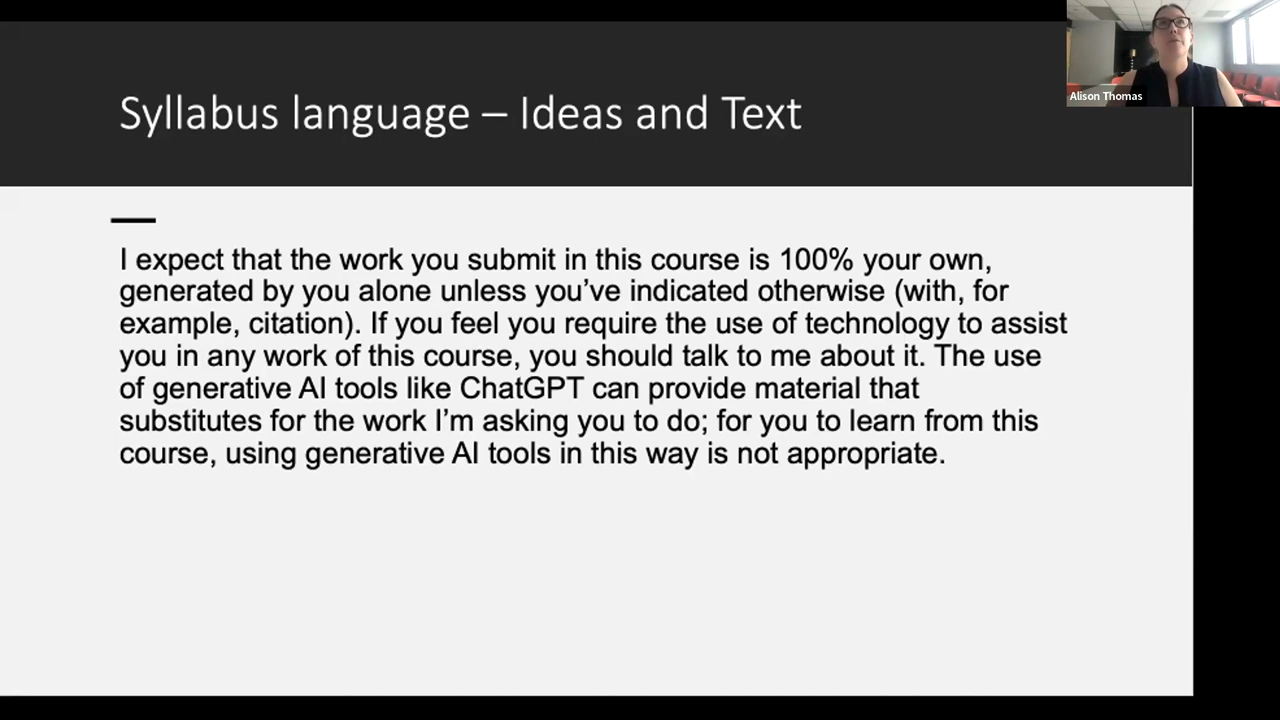 Syllabus language – Ideas and Text
Alison Thomas
I expect that the work you submit in this course is 100% your own,
generated by you alone unless you’ve indicated otherwise (with, for
example, citation). If you feel you require the use of technology to assist
you in any work of this course, you should talk to me about it. The use
of generative AI tools like ChatGPT can provide material that
substitutes for the work I’m asking you to do; for you to learn from this
course, using generative AI tools in this way is not appropriate.